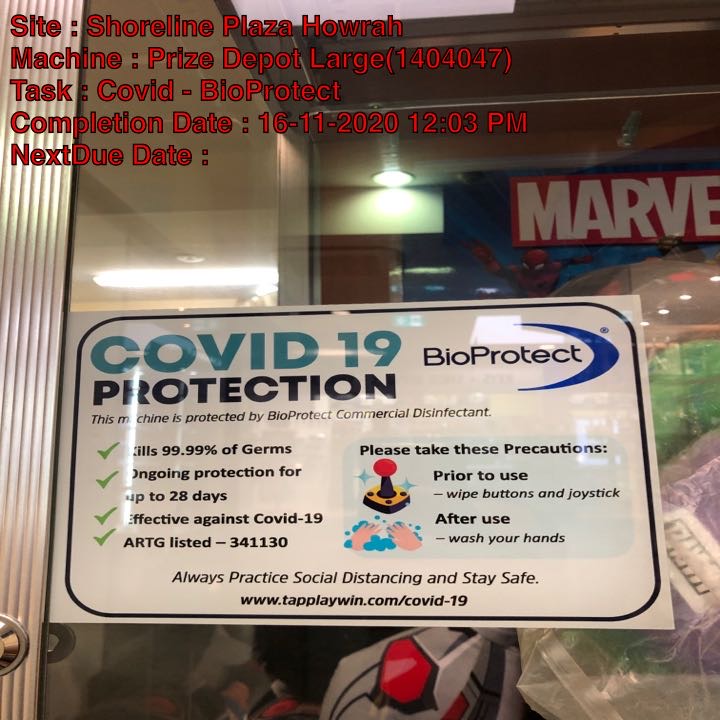 Site : Shoreline Plaza Howrah
Machine : Prize Depot Large(1404047)
Task : Covid - BioProtect
Completion Date : 16-11-2020 12:03 PM
NextDue Date :
MARVE
COVID 19
PROTECTION
BioProtect®
This machine is protected by BioProtect Commercial Disinfectant.
Kills 99.99% of Germs
Ongoing protection for
up to 28 days
Effective against Covid-19
ARTG listed – 341130
Please take these Precautions:
Prior to use
– wipe buttons and joystick
After use
– wash your hands
Always Practice Social Distancing and Stay Safe.
www.tapplaywin.com/covid-19